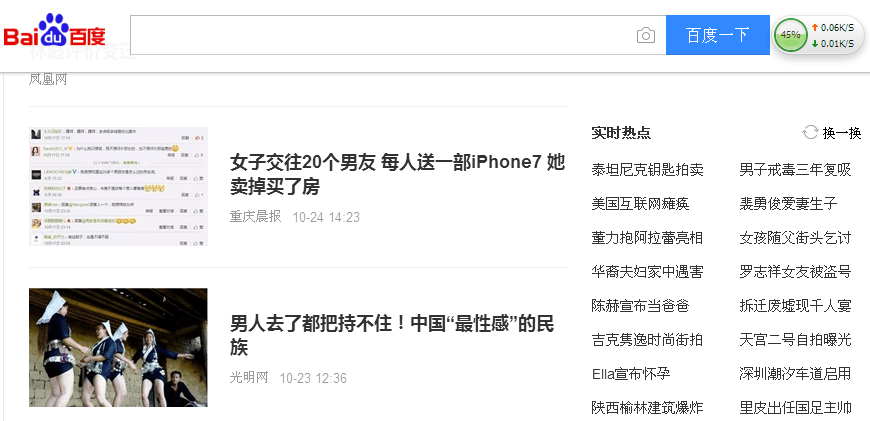 Bai du 百度
百度一下
45%
0.06K/S
0.01K/S
凤凰网
女子交往20个男友 每人送一部iPhone7 她
卖掉买了房
重庆晨报 10-24 14:23
男人去了都把持不住！中国“最性感”的民
族
光明网 10-23 12:36
实时热点 换一换
泰坦尼克钥匙拍卖 男子戒毒三年复吸
美国互联网瘫痪 裴勇俊爱妻生子
董力抱阿拉蕾亮相 女孩随父街头乞讨
华裔夫妇家中遇害 罗志祥女友被盗号
陈赫宣布当爸爸 拆迁废墟现千人宴
吉克隽逸时尚街拍 天宫二号自拍曝光
Ella宣布怀孕 深圳潮汐车道启用
陕西榆林建筑爆炸 里皮出任国足主帅